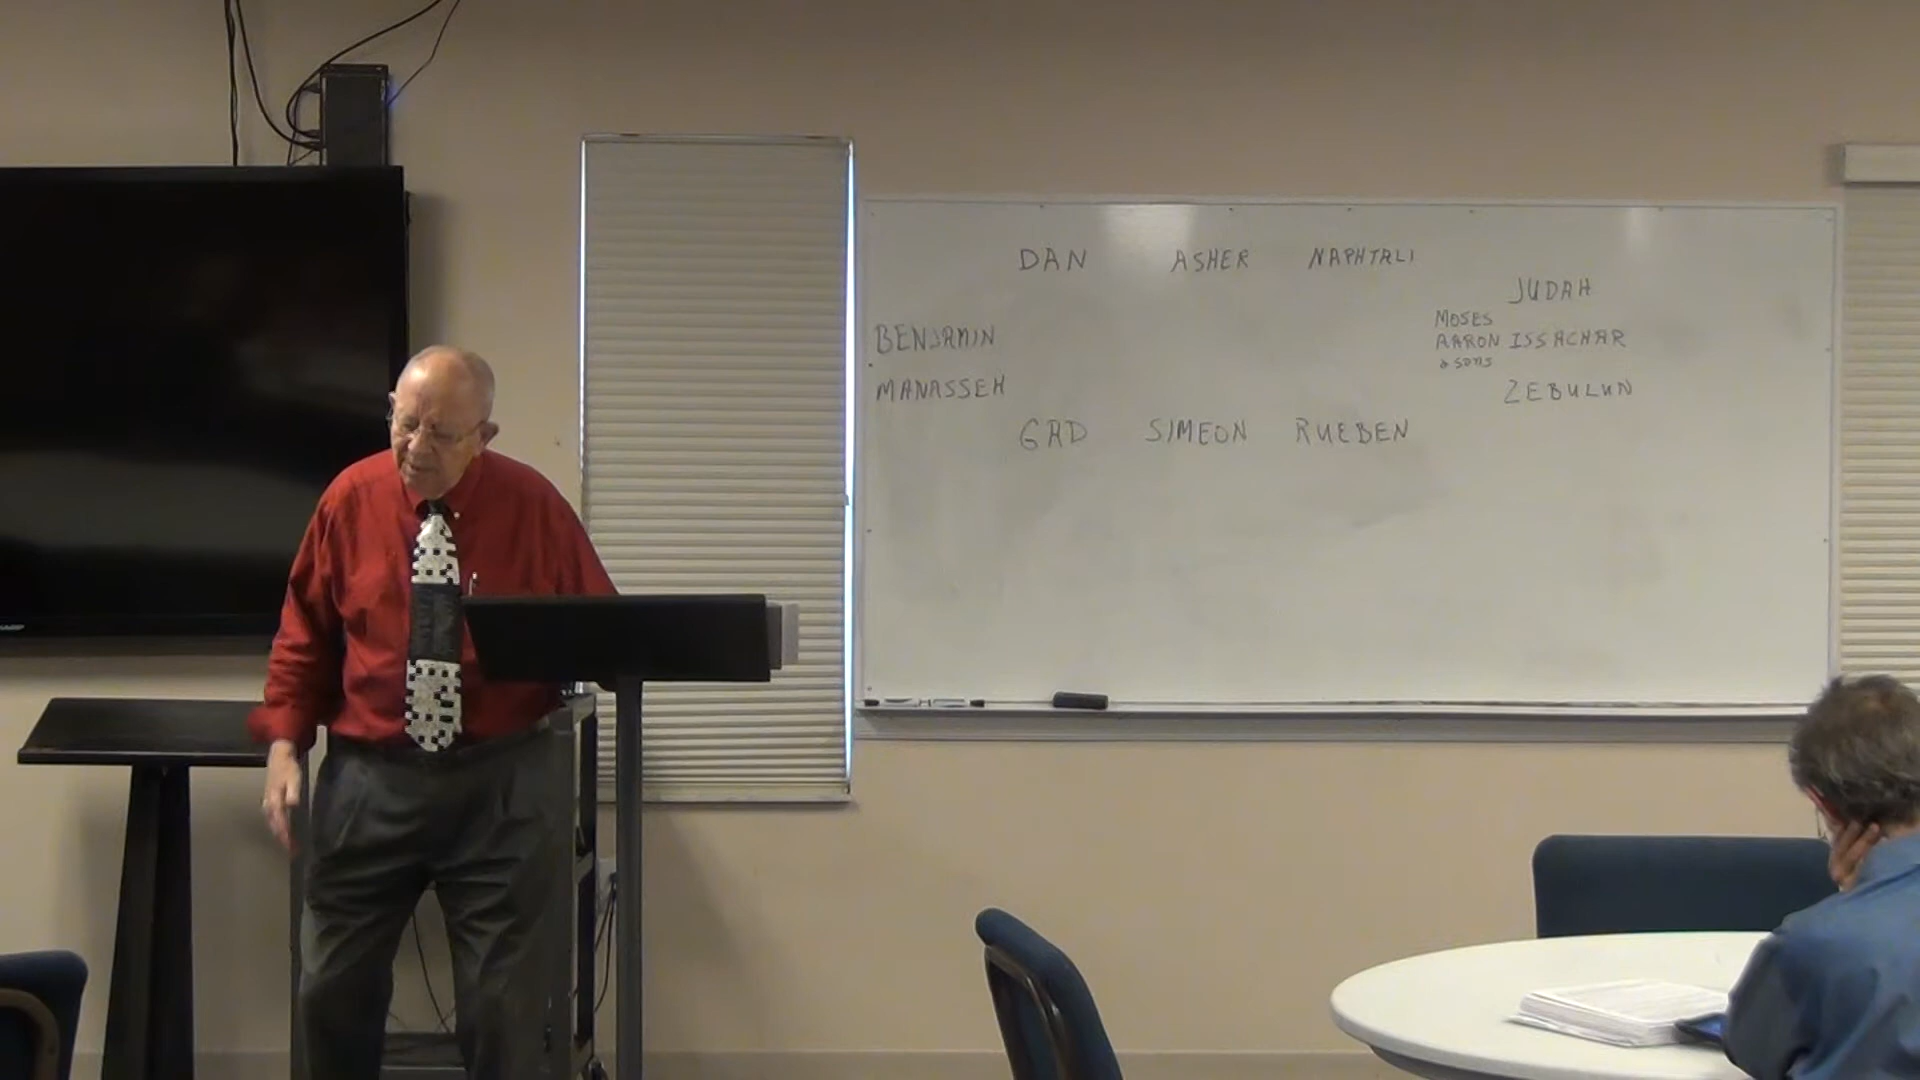 DAN ASHER NAPHTALI
JUDAH
MOSES
BENJAMIN AARON ISSACHAR
& SONS
MANASSEH ZEBULUN
GAD SIMEON RUEBEN